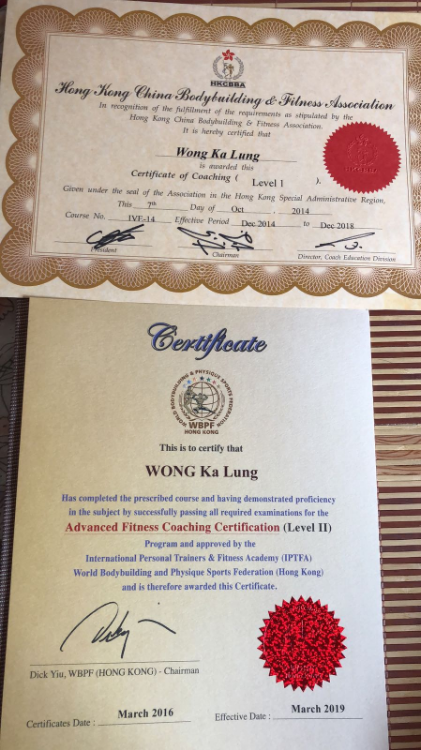 HKCBBA
Hong Kong China Bodybuilding & Fitness Association
In recognition of the fulfillment of the requirements as stipulated by the
Hong Kong China Bodybuilding & Fitness Association.
It is hereby certified that
Wong Ka Lung
is awarded this
Certificate of Coaching ( Level 1 ).
Given under the seal of the Association in the Hong Kong Special Administrative Region,
This 7th Day of Oct 2014
Course No. IVE-14 Effective Period Dec 2014 to Dec 2018
President Chairman Director, Coach Education Division
Certificate
WORLD BODYBUILDING & PHYSIQUE SPORTS FEDERATION
WBPF
HONG KONG
This is to certify that
WONG Ka Lung
Has completed the prescribed course and having demonstrated proficiency
in the subject by successfully passing all required examinations for the
Advanced Fitness Coaching Certification (Level II)
Program and approved by the
International Personal Trainers & Fitness Academy (IPTFA)
World Bodybuilding and Physique Sports Federation (Hong Kong)
and is therefore awarded this Certificate.
Dick Yiu, WBPF (HONG KONG) - Chairman
Certificates Date : March 2016 Effective Date : March 2019